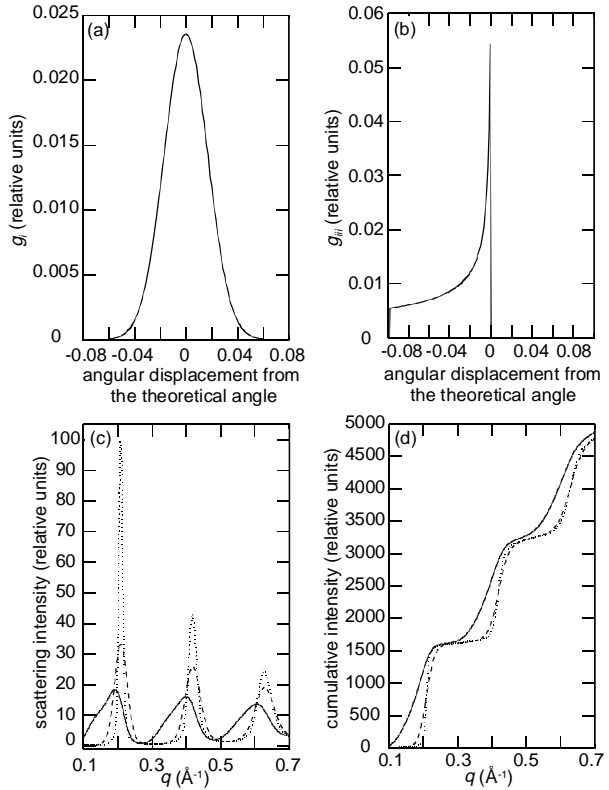 (a)
0.025
0.020
0.015
0.010
0.005
0
g_i (relative units)
-0.08 -0.04 0 0.04 0.08
angular displacement from
the theoretical angle
(b)
0.06
0.05
0.04
0.03
0.02
0.01
0
g_iii (relative units)
-0.08 -0.04 0 0.04 0.08
angular displacement from
the theoretical angle
(c)
100
90
80
70
60
50
40
30
20
10
0
scattering intensity (relative units)
0.1 0.3 0.5 0.7
q (Å⁻¹)
(d)
5000
4500
4000
3500
3000
2500
2000
1500
1000
500
0
cumulative intensity (relative units)
0.1 0.3 0.5 0.7
q (Å⁻¹)